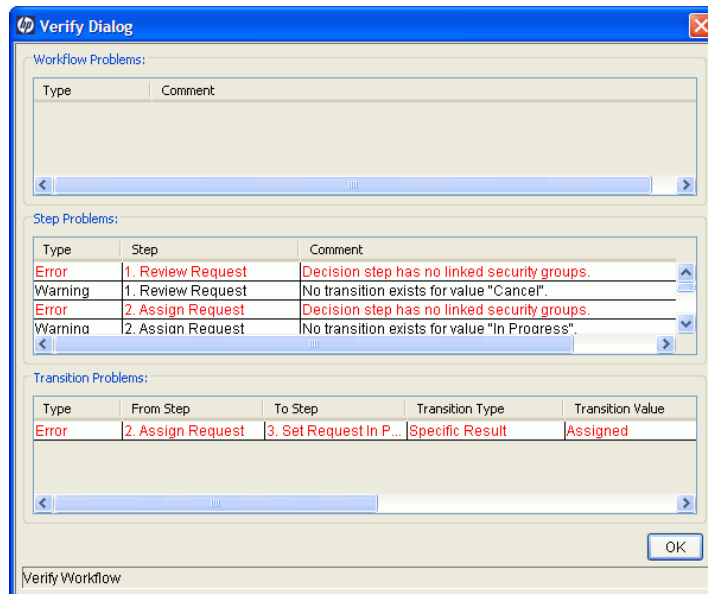 hp Verify Dialog
Workflow Problems:
Type Comment
Step Problems:
Type Step Comment
Error 1. Review Request Decision step has no linked security groups.
Warning 1. Review Request No transition exists for value "Cancel".
Error 2. Assign Request Decision step has no linked security groups.
Warning 2. Assign Request No transition exists for value "In Progress".
Transition Problems:
Type From Step To Step Transition Type Transition Value
Error 2. Assign Request 3. Set Request In P... Specific Result Assigned
OK
Verify Workflow